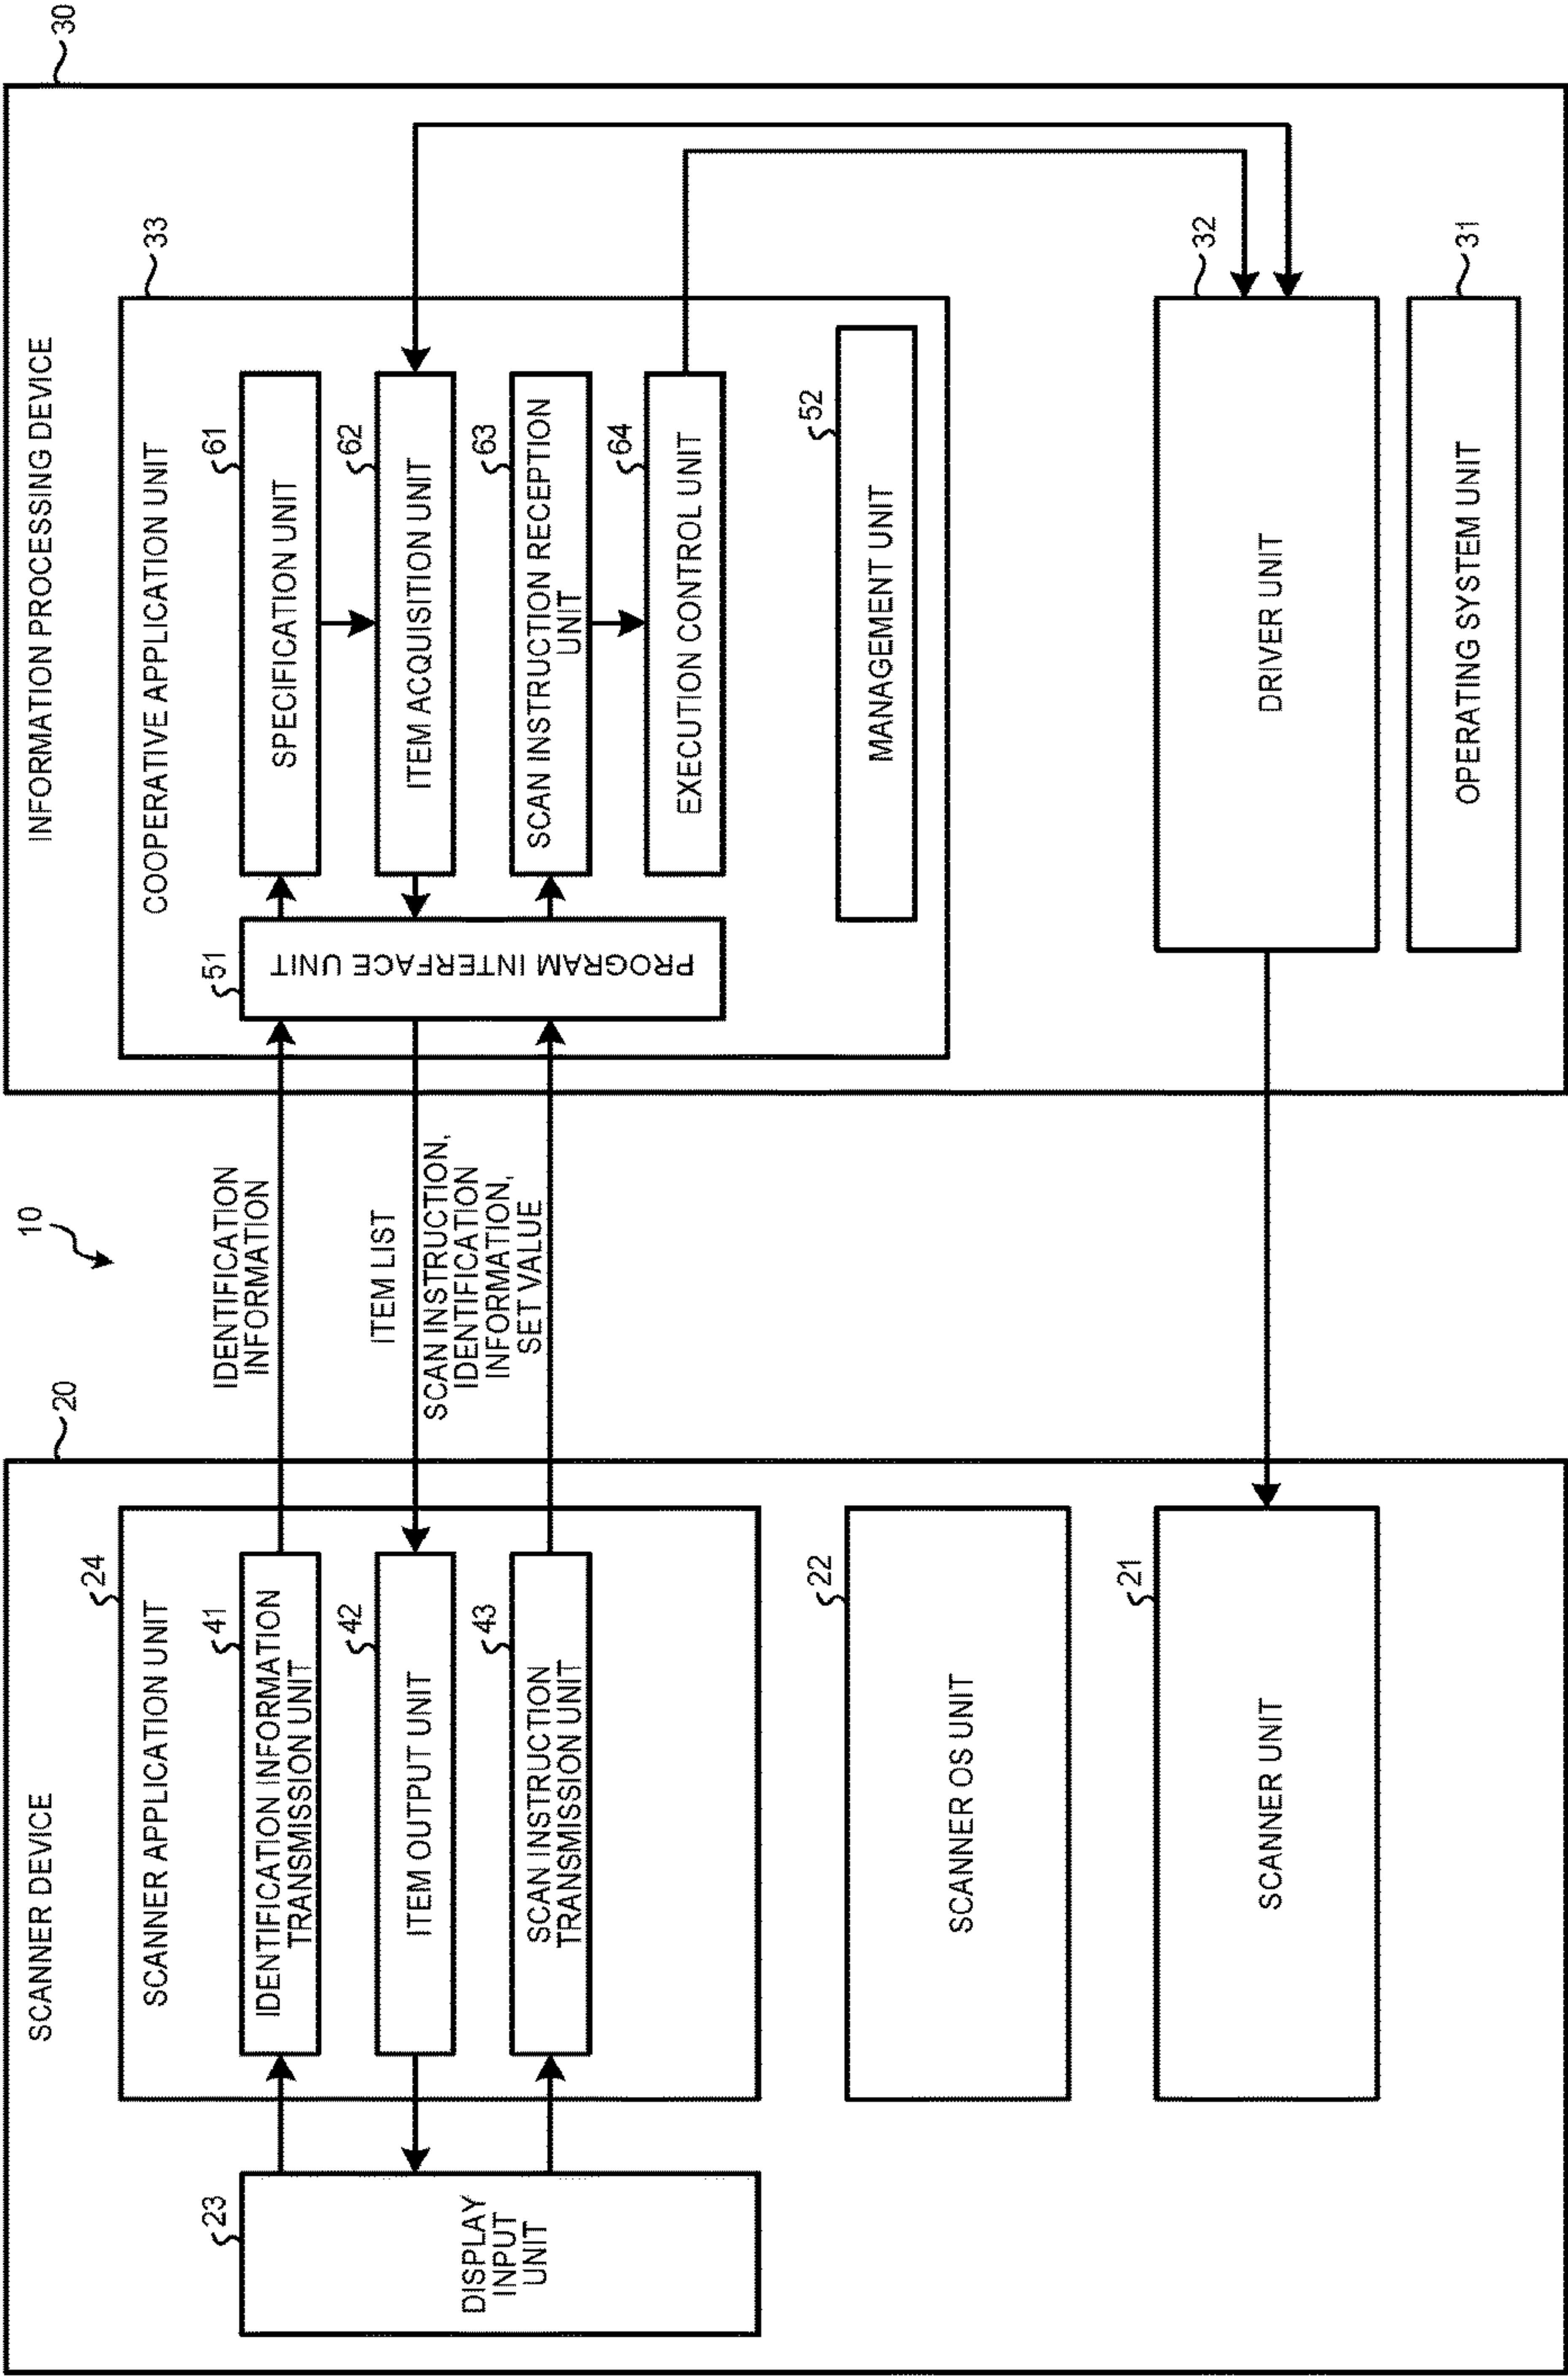 10
SCANNER DEVICE
20
SCANNER APPLICATION UNIT
24
23
DISPLAY
INPUT
UNIT
41
IDENTIFICATION INFORMATION
TRANSMISSION UNIT
42
ITEM OUTPUT UNIT
43
SCAN INSTRUCTION
TRANSMISSION UNIT
22
SCANNER OS UNIT
21
SCANNER UNIT
IDENTIFICATION
INFORMATION
ITEM LIST
SCAN INSTRUCTION,
IDENTIFICATION
INFORMATION,
SET VALUE
INFORMATION PROCESSING DEVICE
30
COOPERATIVE APPLICATION UNIT
33
51
PROGRAM INTERFACE UNIT
61
SPECIFICATION UNIT
62
ITEM ACQUISITION UNIT
63
SCAN INSTRUCTION RECEPTION
UNIT
64
EXECUTION CONTROL UNIT
52
MANAGEMENT UNIT
32
DRIVER UNIT
31
OPERATING SYSTEM UNIT